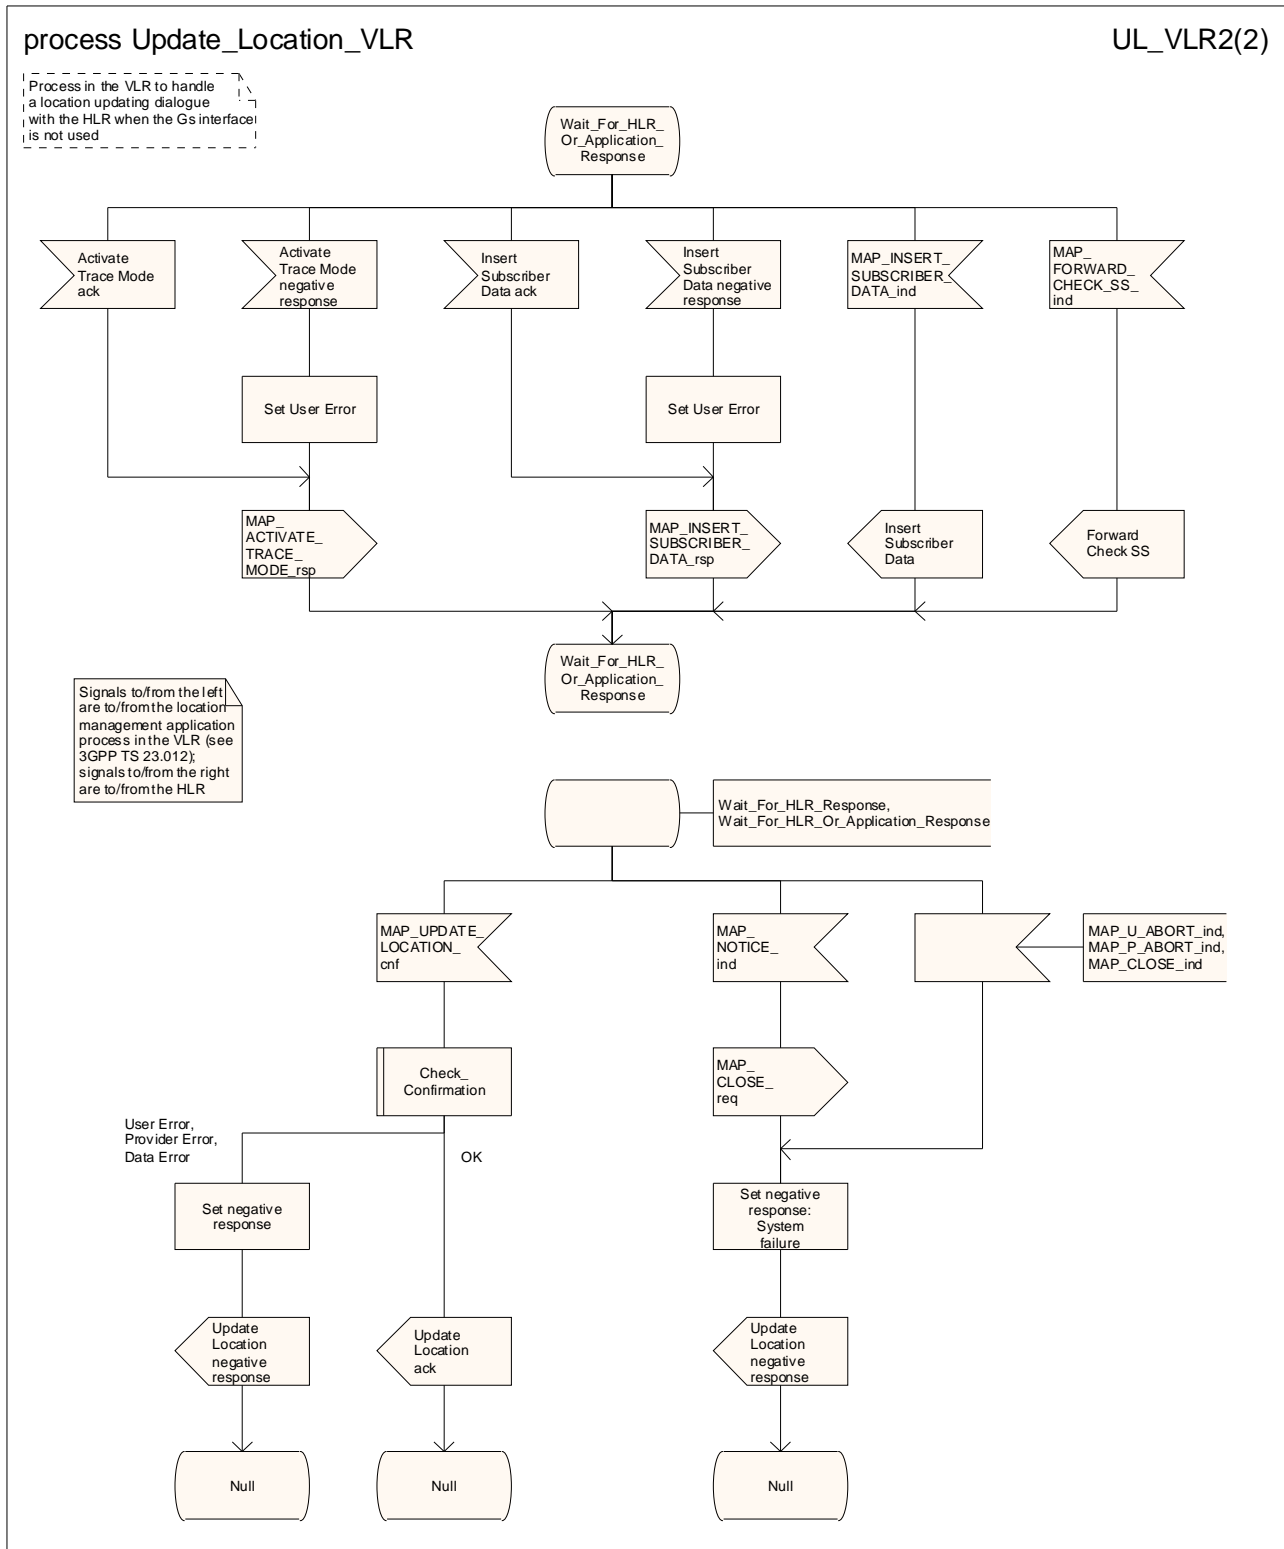 process Update_Location_VLR
UL_VLR2(2)
Process in the VLR to handle
a location updating dialogue
with the HLR when the Gs interface
is not used
Wait_For_HLR_
Or_Application_
Response
Activate
Trace Mode
ack
Activate
Trace Mode
negative
response
Insert
Subscriber
Data ack
Insert
Subscriber
Data negative
response
MAP_INSERT_
SUBSCRIBER_
DATA_ind
MAP_
FORWARD_
CHECK_SS_
ind
Set User Error
Set User Error
MAP_
ACTIVATE_
TRACE_
MODE_rsp
MAP_INSERT_
SUBSCRIBER_
DATA_rsp
Insert
Subscriber
Data
Forward
Check SS
Wait_For_HLR_
Or_Application_
Response
Signals to/from the left
are to/from the location
management application
process in the VLR (see
3GPP TS 23.012);
signals to/from the right
are to/from the HLR
Wait_For_HLR_Response,
Wait_For_HLR_Or_Application_Response
MAP_UPDATE_
LOCATION_
cnf
MAP_
NOTICE_
ind
MAP_U_ABORT_ind,
MAP_P_ABORT_ind,
MAP_CLOSE_ind
Check_
Confirmation
MAP_
CLOSE_
req
User Error,
Provider Error,
Data Error
OK
Set negative
response
Set negative
response:
System
failure
Update
Location
negative
response
Update
Location
ack
Update
Location
negative
response
Null
Null
Null